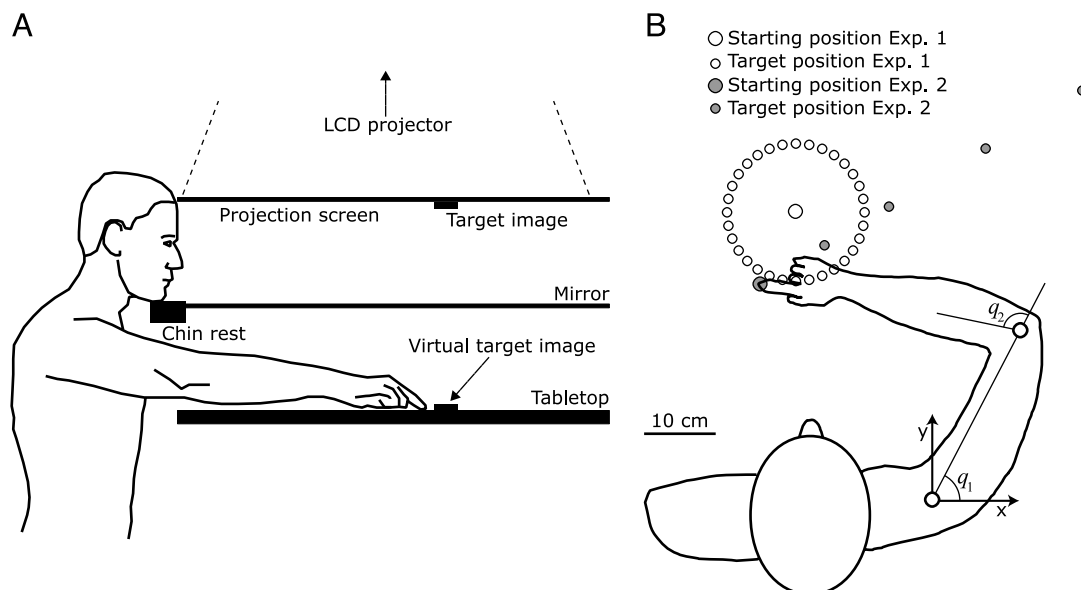 A
LCD projector
Projection screen
Target image
Mirror
Chin rest
Virtual target image
Tabletop
B
Starting position Exp. 1
Target position Exp. 1
Starting position Exp. 2
Target position Exp. 2
q2
10 cm
y
q1
x